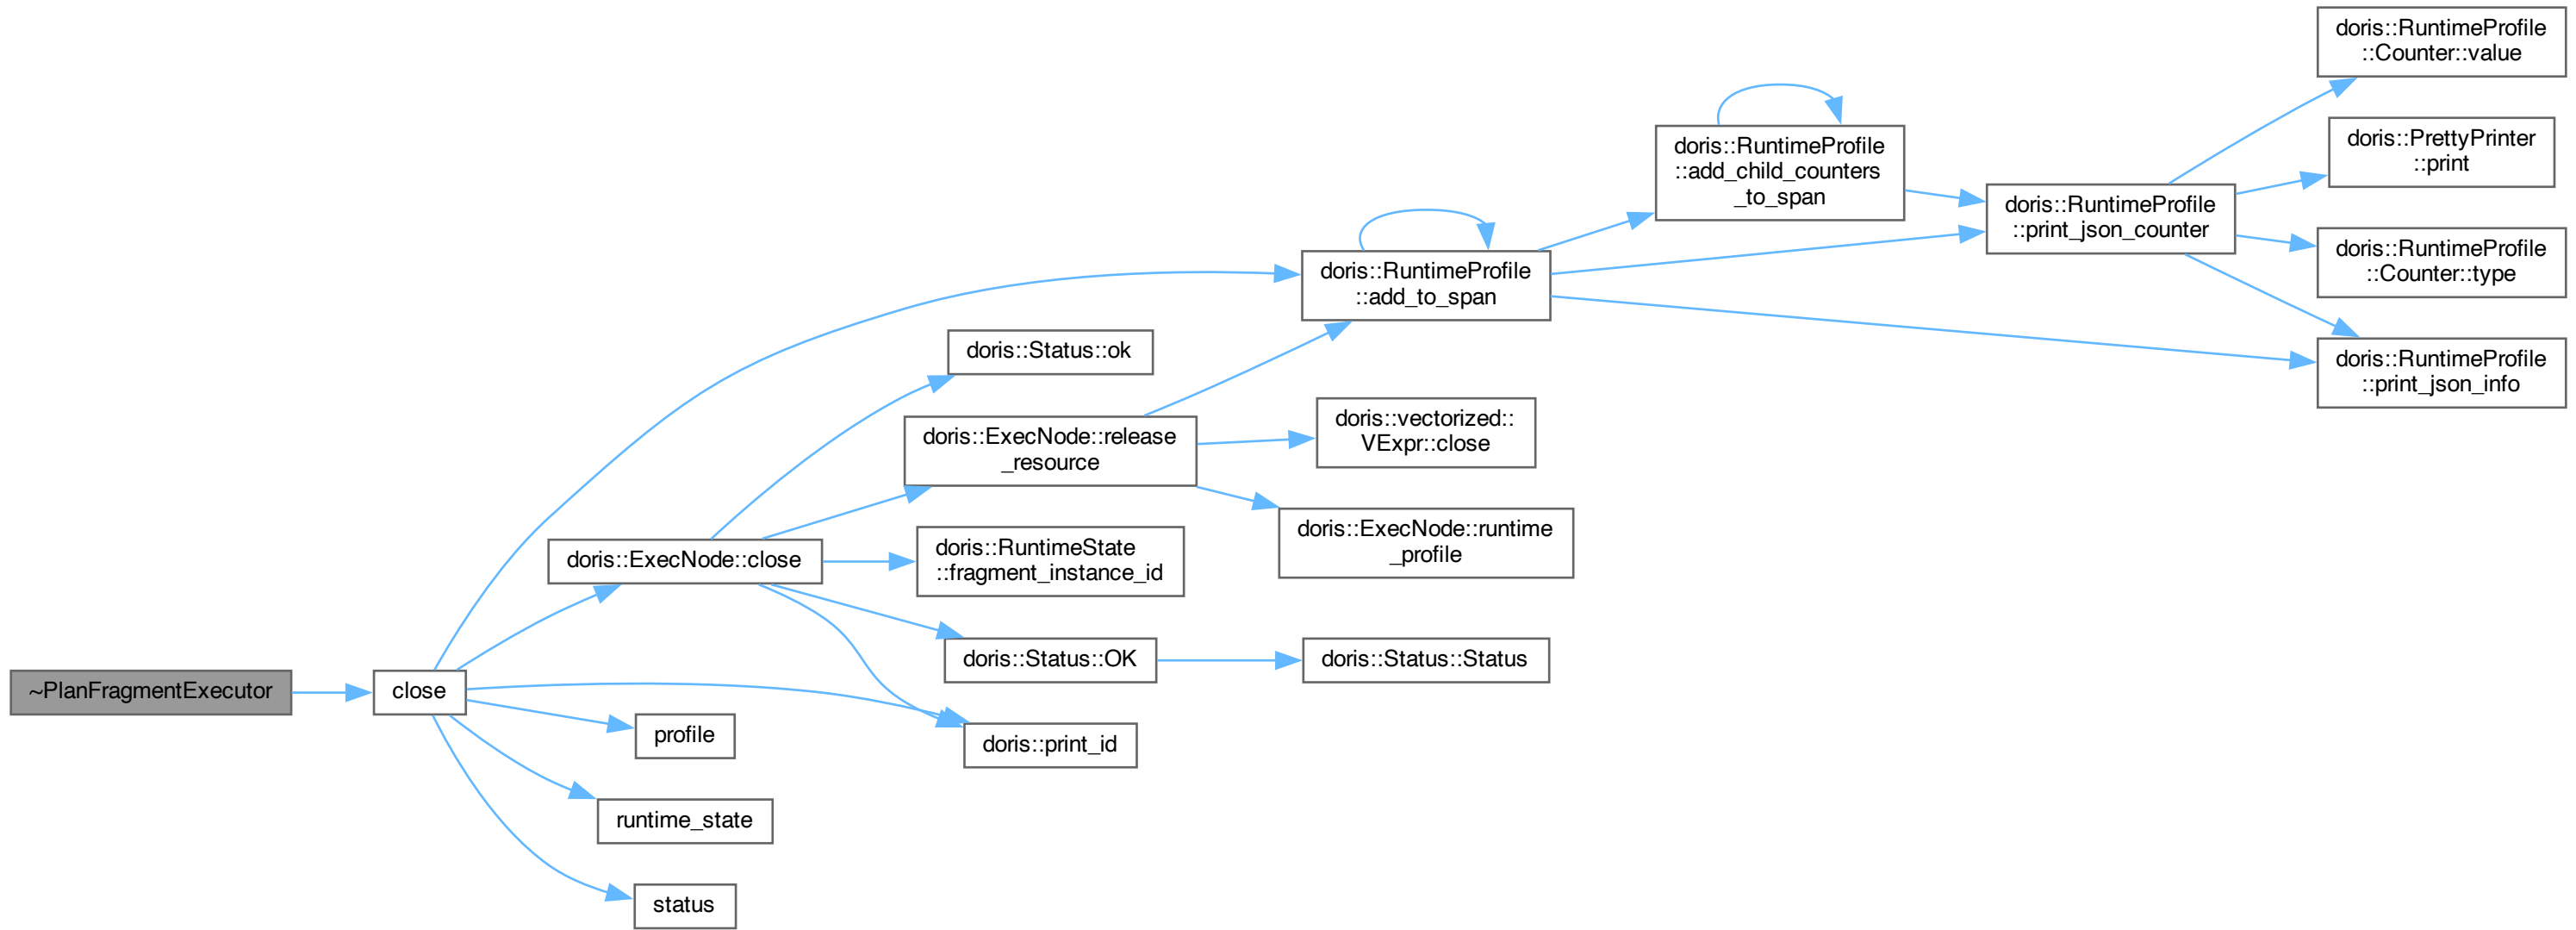 ~PlanFragmentExecutor
close
doris::ExecNode::close
profile
runtime_state
status
doris::Status::ok
doris::ExecNode::release
_resource
doris::RuntimeState
::fragment_instance_id
doris::Status::OK
doris::print_id
doris::RuntimeProfile
::add_to_span
doris::vectorized::
VExpr::close
doris::ExecNode::runtime
_profile
doris::Status::Status
doris::RuntimeProfile
::add_child_counters
_to_span
doris::RuntimeProfile
::print_json_counter
doris::RuntimeProfile
::Counter::value
doris::PrettyPrinter
::print
doris::RuntimeProfile
::Counter::type
doris::RuntimeProfile
::print_json_info